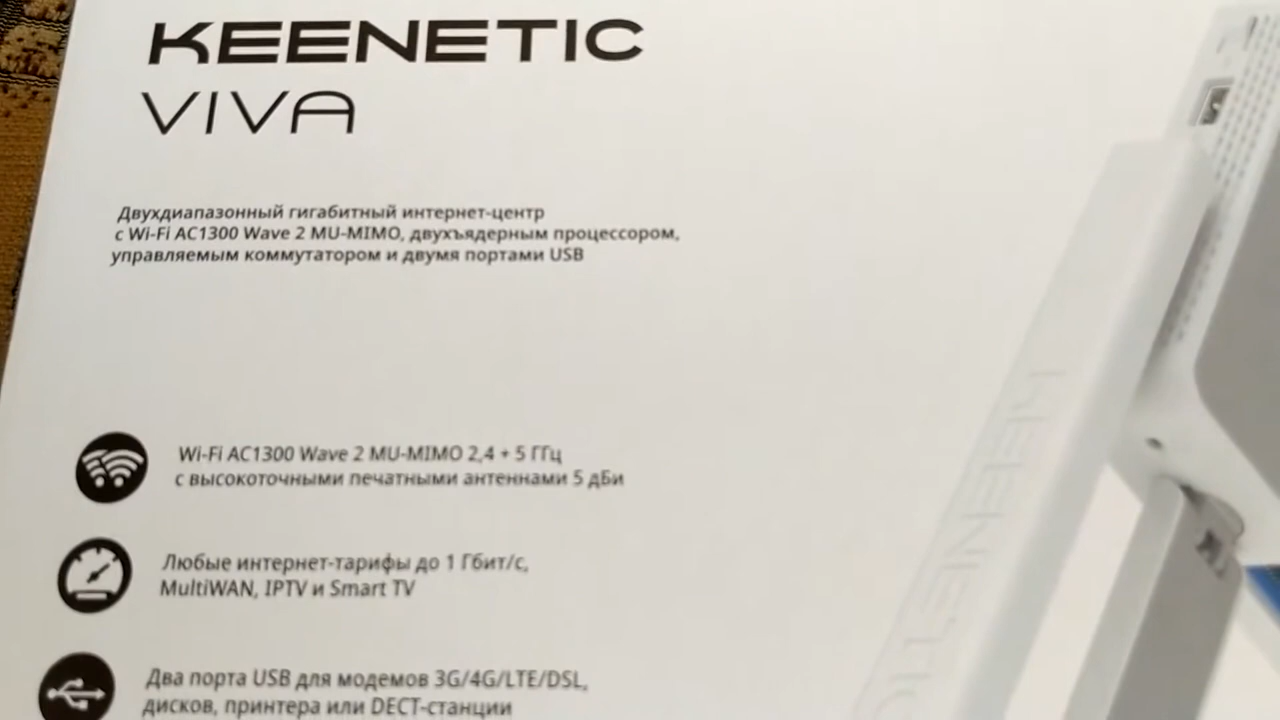 KEENETIC
VIVA
Двухдиапазонный гигабитный интернет-центр
с Wi-Fi AC1300 Wave 2 MU-MIMO, двухъядерным процессором,
управляемым коммутатором и двумя портами USB
Wi-Fi AC1300 Wave 2 MU-MIMO 2,4 + 5 ГГц
с высокоточными печатными антеннами 5 дБи
Любые интернет-тарифы до 1 Гбит/с,
MultiWAN, IPTV и Smart TV
Два порта USB для модемов 3G/4G/LTE/DSL,
дисков, принтера или DECT-станции
KEENETIC